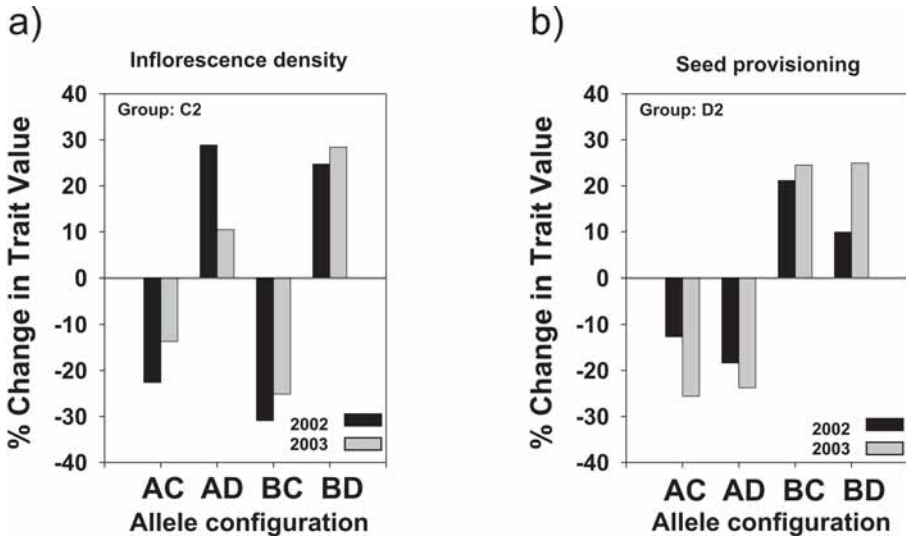 a)
Inflorescence density
% Change in Trait Value
40
30
20
10
0
-10
-20
-30
-40
Group: C2
2002
2003
AC AD BC BD
Allele configuration
b)
Seed provisioning
% Change in Trait Value
40
30
20
10
0
-10
-20
-30
-40
Group: D2
2002
2003
AC AD BC BD
Allele configuration